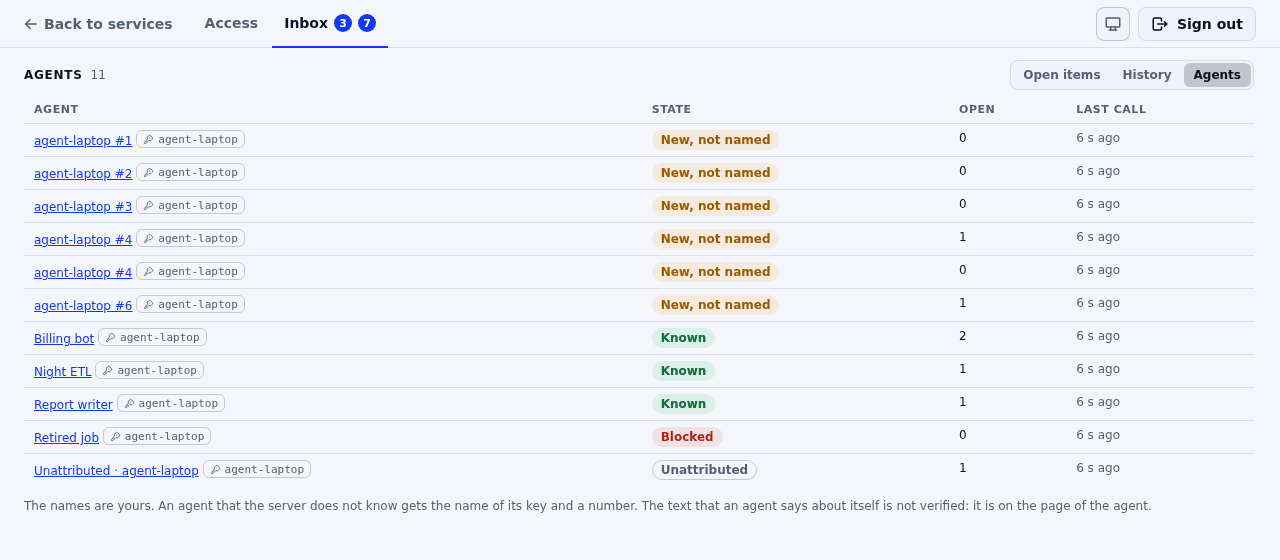 Back to services Access Inbox 3 7 Sign out
AGENTS 11 Open items History Agents
AGENT STATE OPEN LAST CALL
agent-laptop #1 agent-laptop New, not named 0 6 s ago
agent-laptop #2 agent-laptop New, not named 0 6 s ago
agent-laptop #3 agent-laptop New, not named 0 6 s ago
agent-laptop #4 agent-laptop New, not named 1 6 s ago
agent-laptop #4 agent-laptop New, not named 0 6 s ago
agent-laptop #6 agent-laptop New, not named 1 6 s ago
Billing bot agent-laptop Known 2 6 s ago
Night ETL agent-laptop Known 1 6 s ago
Report writer agent-laptop Known 1 6 s ago
Retired job agent-laptop Blocked 0 6 s ago
Unattributed · agent-laptop agent-laptop Unattributed 1 6 s ago
The names are yours. An agent that the server does not know gets the name of its key and a number. The text that an agent says about itself is not verified: it is on the page of the agent.